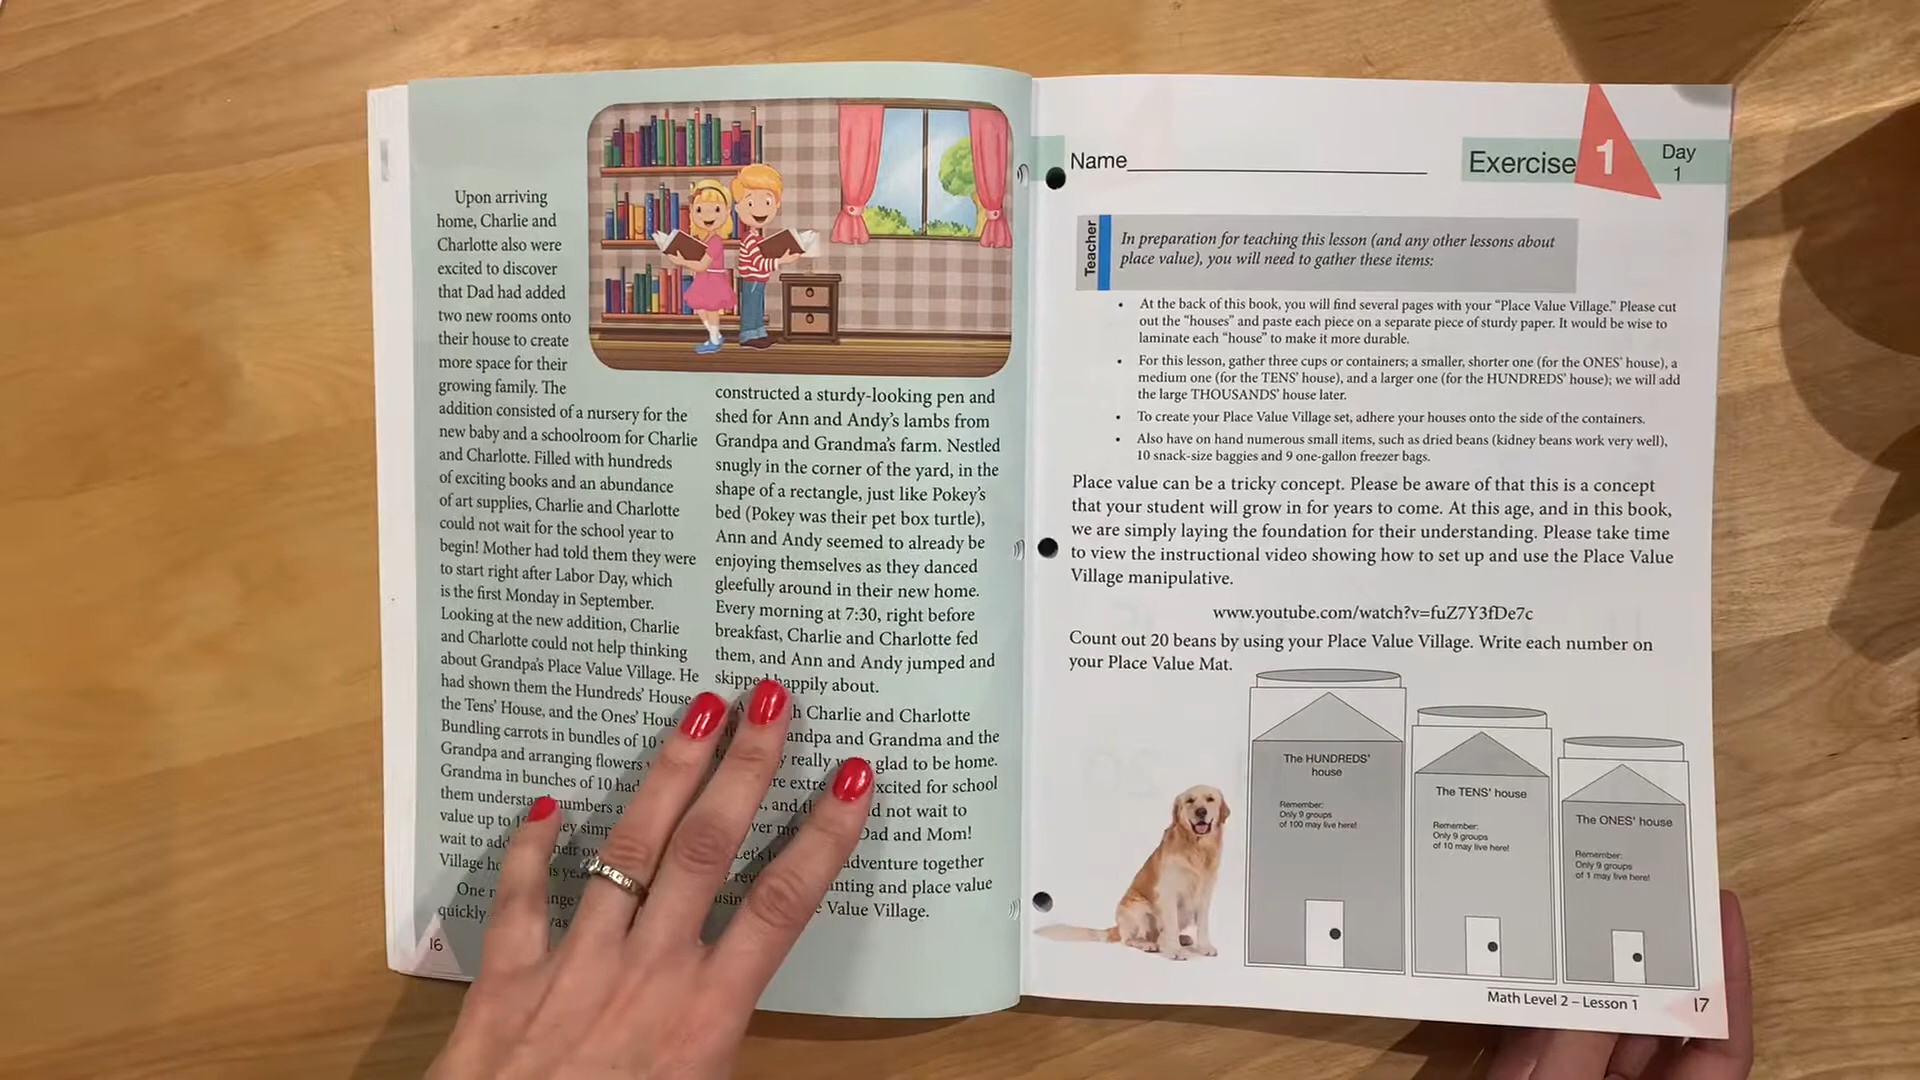 Upon arriving
home, Charlie and
Charlotte also were
excited to discover
that Dad had added
two new rooms onto
their house to create
more space for their
growing family. The
addition consisted of a nursery for the
new baby and a schoolroom for Charlie
and Charlotte. Filled with hundreds
of exciting books and an abundance
of art supplies, Charlie and Charlotte
could not wait for the school year to
begin! Mother had told them they were
to start right after Labor Day, which
is the first Monday in September.
Looking at the new addition, Charlie
and Charlotte could not help thinking
about Grandpa's Place Value Village. He
had shown them the Hundreds' House,
the Tens' House, and the Ones'
Bundling carrots in bundles of 10
Grandpa and arranging flowers
Grandma in bunches of 10 had
them numbers
value up to
wait to
Village
One
quickly
16
constructed a sturdy-looking pen and
shed for Ann and Andy's lambs from
Grandpa and Grandma's farm. Nestled
snugly in the corner of the yard, in the
shape of a rectangle, just like Pokey's
bed (Pokey was their pet box turtle),
Ann and Andy seemed to already be
enjoying themselves as they danced
gleefully around in their new home.
Every morning at 7:30, right before
breakfast, Charlie and Charlotte fed
them, and Ann and Andy jumped and
skipped happily about.
Charlie and Charlotte
and Grandma and the
really glad to be home.
for school
and not wait to
Dad and Mom!
adventure together
and place value
Value Village.
Name
Exercise 1
Day
1
Teacher
In preparation for teaching this lesson (and any other lessons about
place value), you will need to gather these items:
• At the back of this book, you will find several pages with your "Place Value Village." Please cut
out the "houses" and paste each piece on a separate piece of sturdy paper. It would be wise to
laminate each "house" to make it more durable.
• For this lesson, gather three cups or containers; a smaller, shorter one (for the ONES' house), a
medium one (for the TENS' house), and a larger one (for the HUNDREDS' house); we will add
the large THOUSANDS' house later.
• To create your Place Value Village set, adhere your houses onto the side of the containers.
• Also have on hand numerous small items, such as dried beans (kidney beans work very well),
10 snack-size baggies and 9 one-gallon freezer bags.
Place value can be a tricky concept. Please be aware of that this is a concept
that your student will grow in for years to come. At this age, and in this book,
we are simply laying the foundation for their understanding. Please take time
to view the instructional video showing how to set up and use the Place Value
Village manipulative.
www.youtube.com/watch?v=fuZ7Y3fDe7c
Count out 20 beans by using your Place Value Village. Write each number on
your Place Value Mat.
The HUNDREDS'
house
Remember:
Only 9 groups
of 100 may live here!
The TENS' house
Remember:
Only 9 groups
of 10 may live here!
The ONES' house
Remember:
Only 9 groups
of 1 may live here!
Math Level 2 – Lesson 1
17